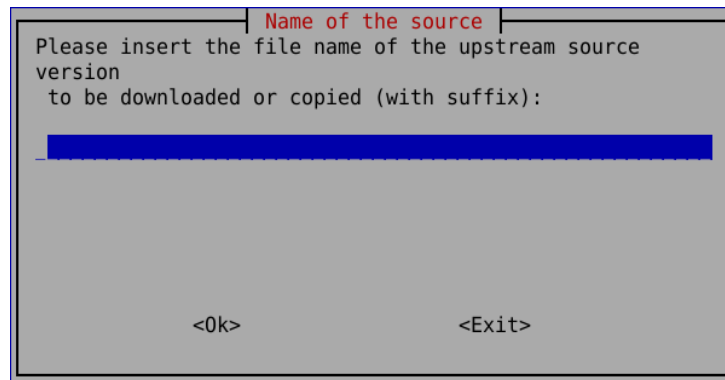 Name of the source
Please insert the file name of the upstream source
version
to be downloaded or copied (with suffix):
<Ok> <Exit>